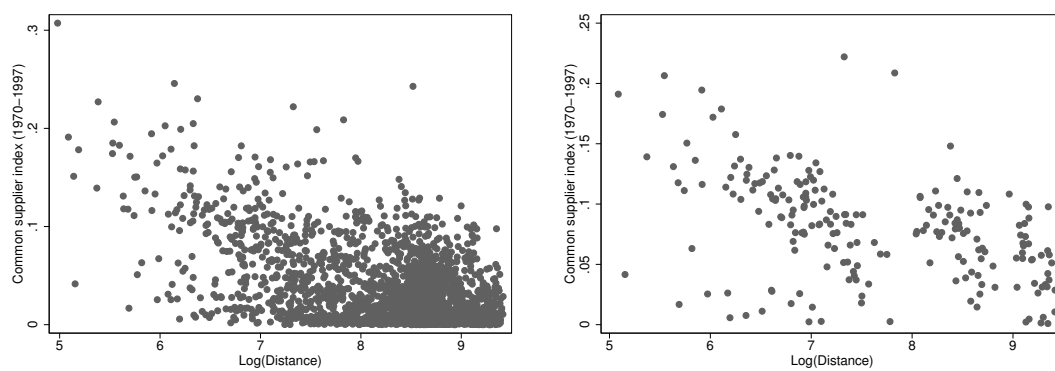 Common supplier index (1970−1997)
.3
.2
.1
0
5 6 7 8 9
Log(Distance)
Common supplier index (1970−1997)
.25
.2
.15
.1
.05
0
5 6 7 8 9
Log(Distance)